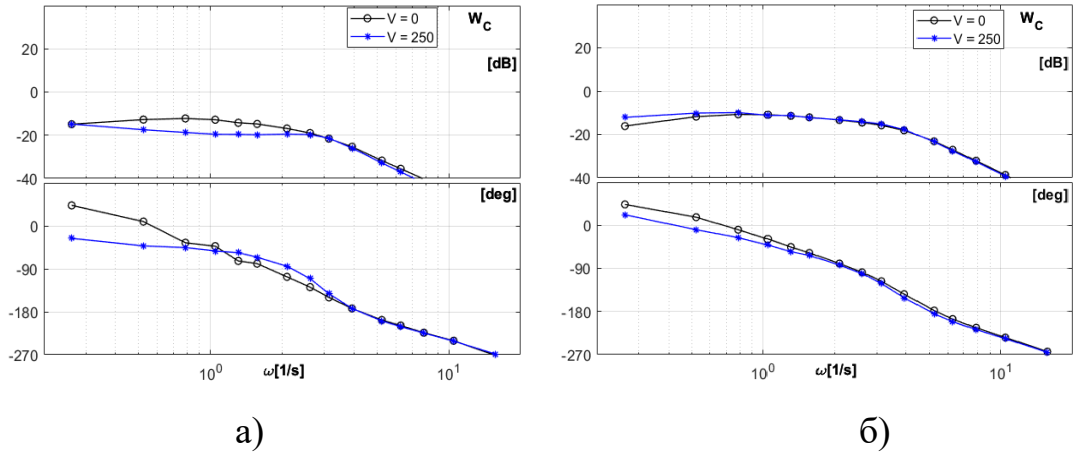 V = 0
V = 250
W_C
[dB]
20
0
-20
-40
[deg]
0
-90
-180
-270
10^0
10^1
ω[1/s]
V = 0
V = 250
W_C
[dB]
20
0
-20
-40
[deg]
0
-90
-180
-270
10^0
10^1
ω[1/s]
а)
б)